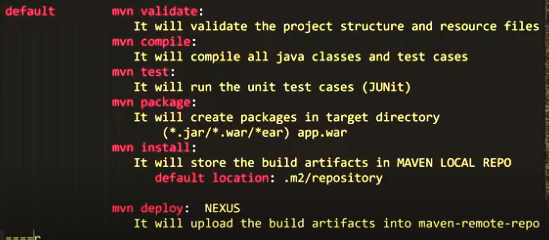 default mvn validate:
It will validate the project structure and resource files
mvn compile:
It will compile all java classes and test cases
mvn test:
It will run the unit test cases (JUNit)
mvn package:
It will create packages in target directory
(*.jar/*.war/*ear) app.war
mvn install:
It will store the build artifacts in MAVEN LOCAL REPO
default location: .m2/repository
mvn deploy: NEXUS
It will upload the build artifacts into maven-remote-repo
====r